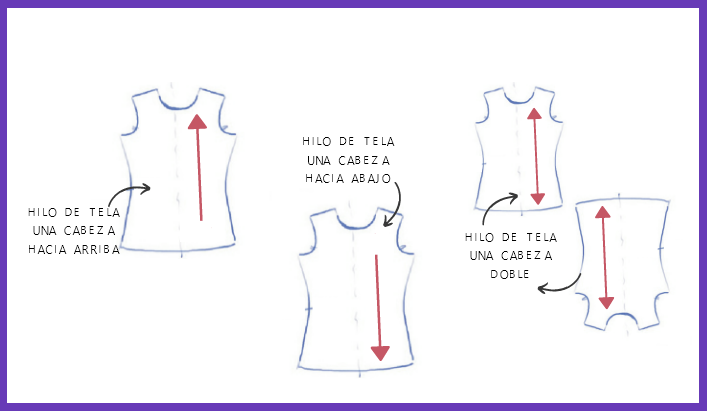 HILO DE TELA
UNA CABEZA
HACIA ARRIBA
HILO DE TELA
UNA CABEZA
HACIA ABAJO
HILO DE TELA
UNA CABEZA
DOBLE